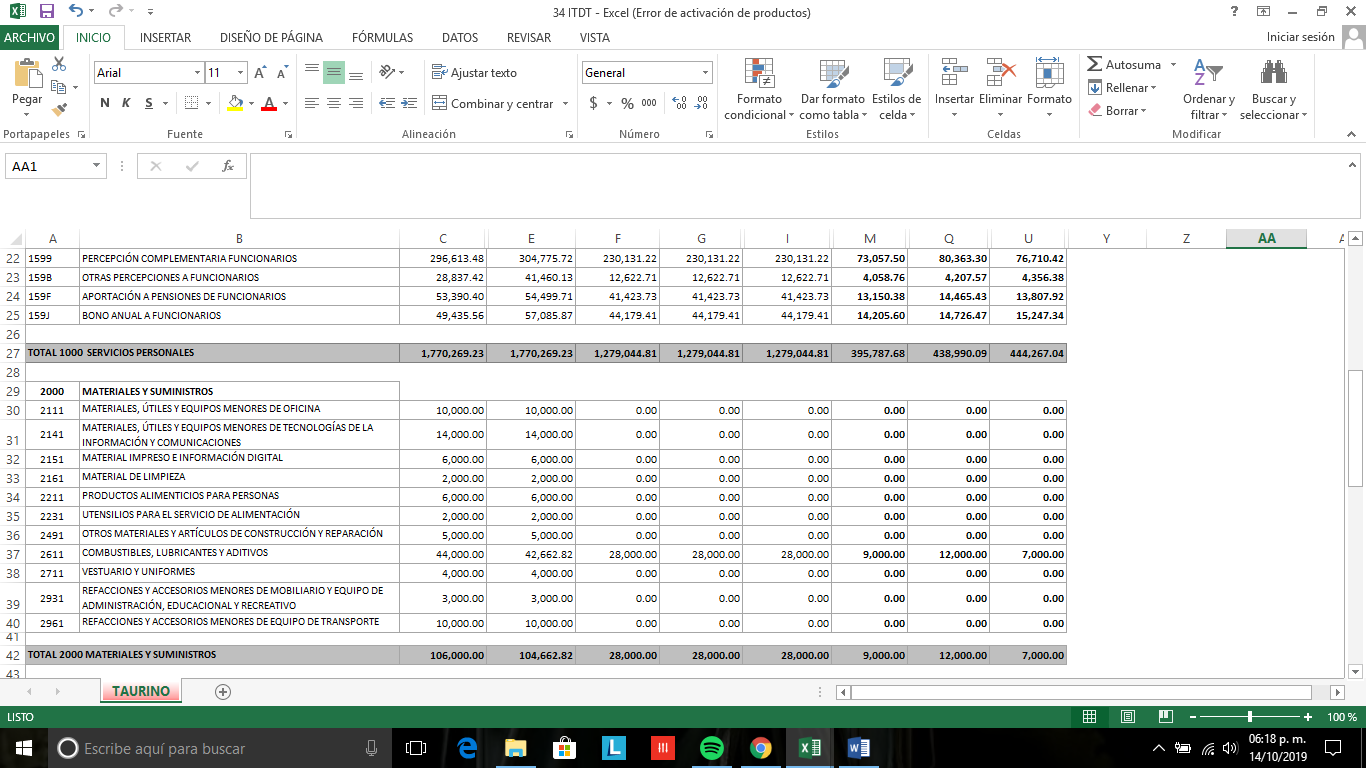 34 ITDT - Excel (Error de activación de productos)
ARCHIVO INICIO INSERTAR DISEÑO DE PÁGINA FÓRMULAS DATOS REVISAR VISTA Iniciar sesión
Arial 11 Ajustar texto General Autosuma
Pegar N K S Combinar y centrar $ % 000 Formato condicional Dar formato como tabla Estilos de celda Insertar Eliminar Formato Rellenar Borrar Ordenar y filtrar Buscar y seleccionar
Portapapeles Fuente Alineación Número Estilos Celdas Modificar
AA1 fx
A B C E F G I M Q U Y Z AA
22 1599 PERCEPCIÓN COMPLEMENTARIA FUNCIONARIOS 296,613.48 304,775.72 230,131.22 230,131.22 230,131.22 73,057.50 80,363.30 76,710.42
23 159B OTRAS PERCEPCIONES A FUNCIONARIOS 28,837.42 41,460.13 12,622.71 12,622.71 12,622.71 4,058.76 4,207.57 4,356.38
24 159F APORTACIÓN A PENSIONES DE FUNCIONARIOS 53,390.40 54,499.71 41,423.73 41,423.73 41,423.73 13,150.38 14,465.43 13,807.92
25 159J BONO ANUAL A FUNCIONARIOS 49,435.56 57,085.87 44,179.41 44,179.41 44,179.41 14,205.60 14,726.47 15,247.34
26
27 TOTAL 1000 SERVICIOS PERSONALES 1,770,269.23 1,770,269.23 1,279,044.81 1,279,044.81 1,279,044.81 395,787.68 438,990.09 444,267.04
28
29 2000 MATERIALES Y SUMINISTROS
30 2111 MATERIALES, ÚTILES Y EQUIPOS MENORES DE OFICINA 10,000.00 10,000.00 0.00 0.00 0.00 0.00 0.00 0.00
31 2141 MATERIALES, ÚTILES Y EQUIPOS MENORES DE TECNOLOGÍAS DE LA
INFORMACIÓN Y COMUNICACIONES 14,000.00 14,000.00 0.00 0.00 0.00 0.00 0.00 0.00
32 2151 MATERIAL IMPRESO E INFORMACIÓN DIGITAL 6,000.00 6,000.00 0.00 0.00 0.00 0.00 0.00 0.00
33 2161 MATERIAL DE LIMPIEZA 2,000.00 2,000.00 0.00 0.00 0.00 0.00 0.00 0.00
34 2211 PRODUCTOS ALIMENTICIOS PARA PERSONAS 6,000.00 6,000.00 0.00 0.00 0.00 0.00 0.00 0.00
35 2231 UTENSILIOS PARA EL SERVICIO DE ALIMENTACIÓN 2,000.00 2,000.00 0.00 0.00 0.00 0.00 0.00 0.00
36 2491 OTROS MATERIALES Y ARTÍCULOS DE CONSTRUCCIÓN Y REPARACIÓN 5,000.00 5,000.00 0.00 0.00 0.00 0.00 0.00 0.00
37 2611 COMBUSTIBLES, LUBRICANTES Y ADITIVOS 44,000.00 42,662.82 28,000.00 28,000.00 28,000.00 9,000.00 12,000.00 7,000.00
38 2711 VESTUARIO Y UNIFORMES 4,000.00 4,000.00 0.00 0.00 0.00 0.00 0.00 0.00
39 2931 REFACCIONES Y ACCESORIOS MENORES DE MOBILIARIO Y EQUIPO DE
ADMINISTRACIÓN, EDUCACIONAL Y RECREATIVO 3,000.00 3,000.00 0.00 0.00 0.00 0.00 0.00 0.00
40 2961 REFACCIONES Y ACCESORIOS MENORES DE EQUIPO DE TRANSPORTE 10,000.00 10,000.00 0.00 0.00 0.00 0.00 0.00 0.00
41
42 TOTAL 2000 MATERIALES Y SUMINISTROS 106,000.00 104,662.82 28,000.00 28,000.00 28,000.00 9,000.00 12,000.00 7,000.00
43
TAURINO
LISTO 100 %
Escribe aquí para buscar 06:18 p. m.
14/10/2019